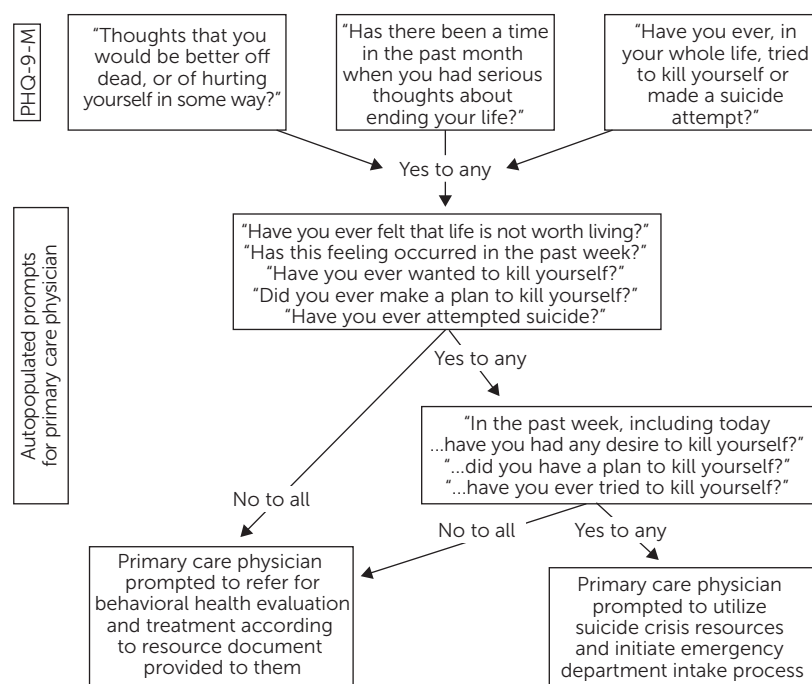 PHQ-9-M
“Thoughts that you
would be better off
dead, or of hurting
yourself in some way?”
“Has there been a time
in the past month
when you had serious
thoughts about
ending your life?”
“Have you ever, in
your whole life, tried
to kill yourself or
made a suicide
attempt?”
Yes to any
Autopopulated prompts
for primary care physician
“Have you ever felt that life is not worth living?”
“Has this feeling occurred in the past week?”
“Have you ever wanted to kill yourself?”
“Did you ever make a plan to kill yourself?”
“Have you ever attempted suicide?”
Yes to any
“In the past week, including today
...have you had any desire to kill yourself?”
“...did you have a plan to kill yourself?”
“...have you ever tried to kill yourself?”
No to all
No to all
Yes to any
Primary care physician
prompted to refer for
behavioral health evaluation
and treatment according
to resource document
provided to them
Primary care physician
prompted to utilize
suicide crisis resources
and initiate emergency
department intake process